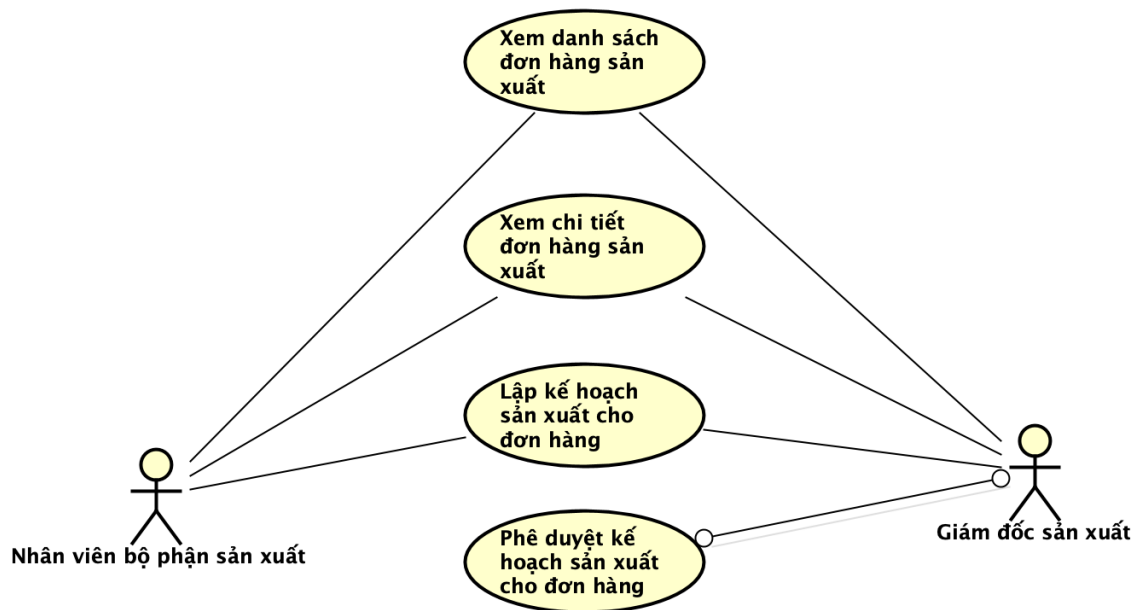 Xem danh sách
đơn hàng sản
xuất
Xem chi tiết
đơn hàng sản
xuất
Lập kế hoạch
sản xuất cho
đơn hàng
Phê duyệt kế
hoạch sản xuất
cho đơn hàng
Nhân viên bộ phận sản xuất
Giám đốc sản xuất